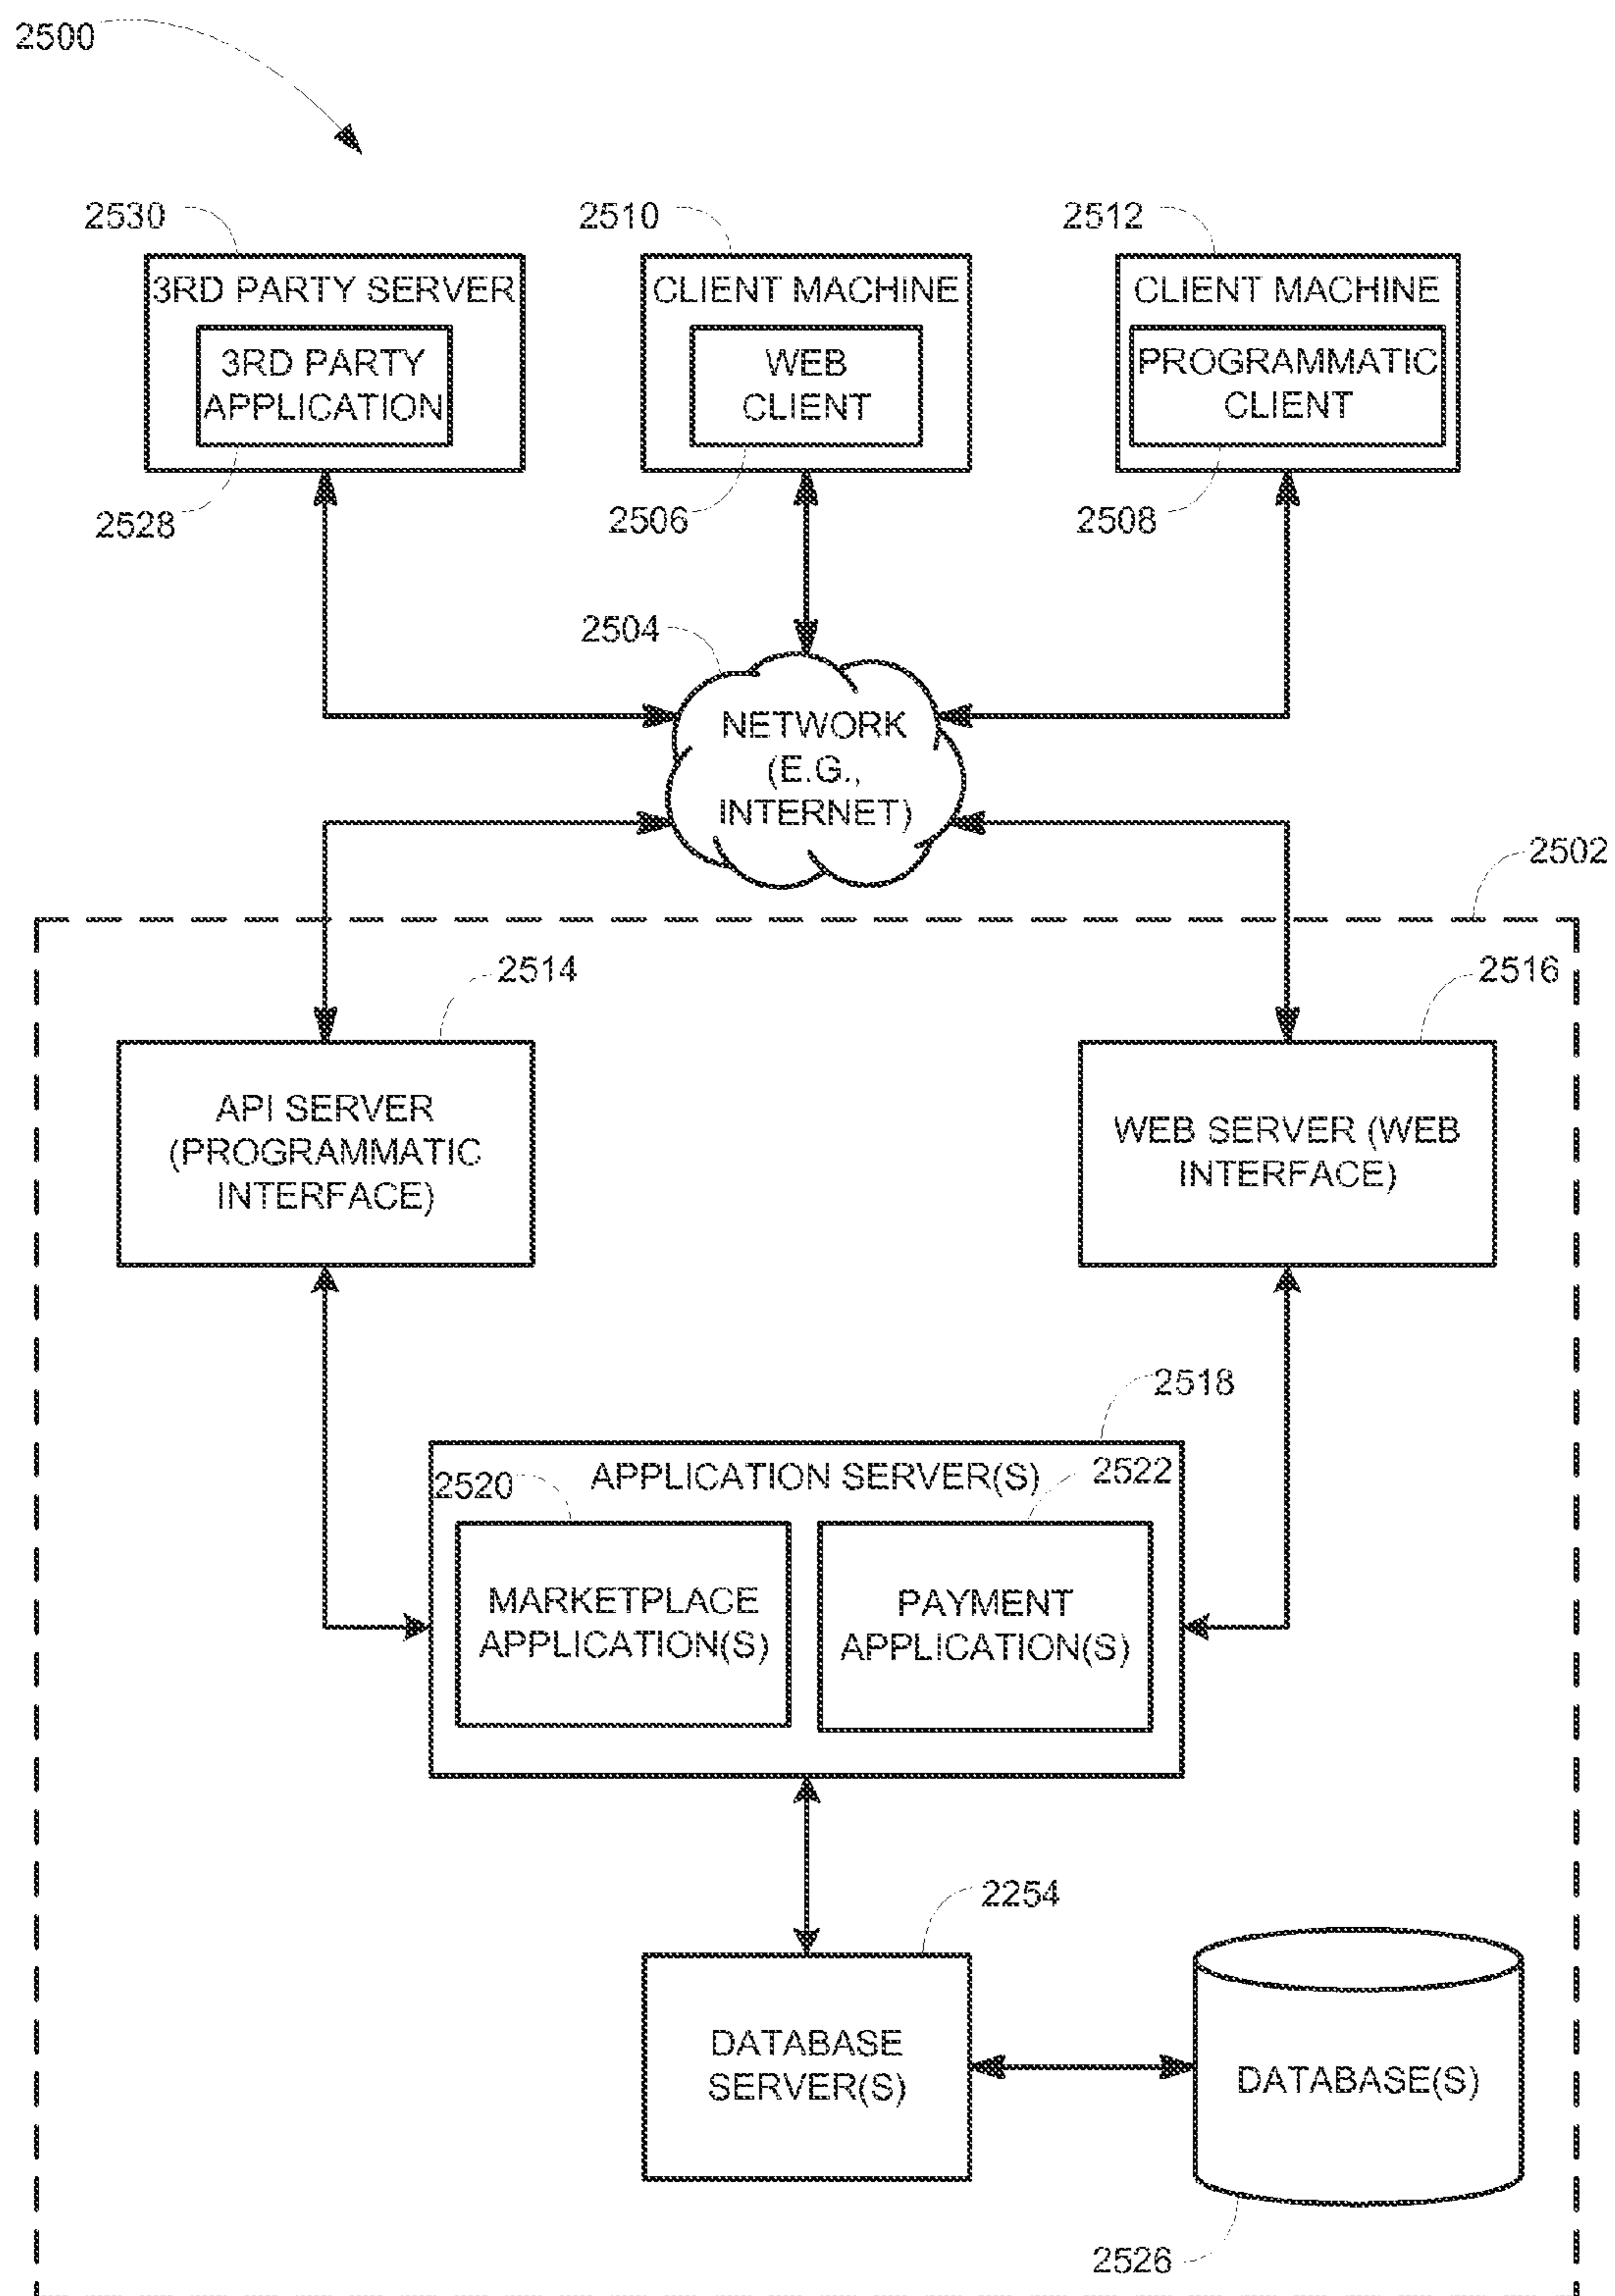 2500
2530
3RD PARTY SERVER
3RD PARTY
APPLICATION
2528
2510
CLIENT MACHINE
WEB
CLIENT
2506
2512
CLIENT MACHINE
PROGRAMMATIC
CLIENT
2508
2504
NETWORK
(E.G.,
INTERNET)
2502
2514
API SERVER
(PROGRAMMATIC
INTERFACE)
2516
WEB SERVER (WEB
INTERFACE)
2518
APPLICATION SERVER(S)
2520
MARKETPLACE
APPLICATION(S)
2522
PAYMENT
APPLICATION(S)
2254
DATABASE
SERVER(S)
DATABASE(S)
2526